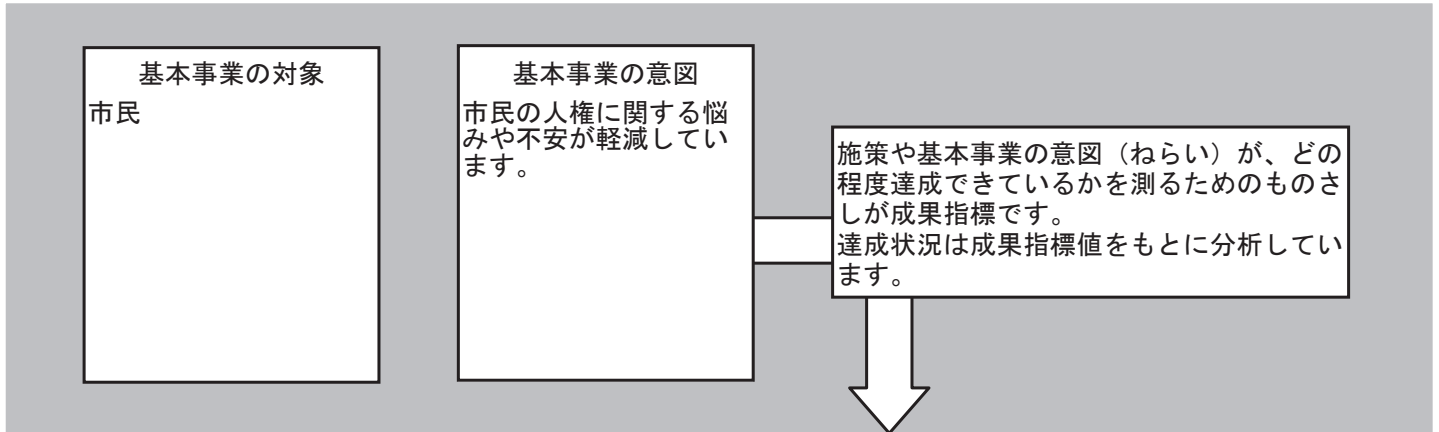 基本事業の対象
市民
基本事業の意図
市民の人権に関する悩
みや不安が軽減してい
ます。
施策や基本事業の意図（ねらい）が、どの
程度達成できているかを測るためのものさ
しが成果指標です。
達成状況は成果指標値をもとに分析してい
ます。